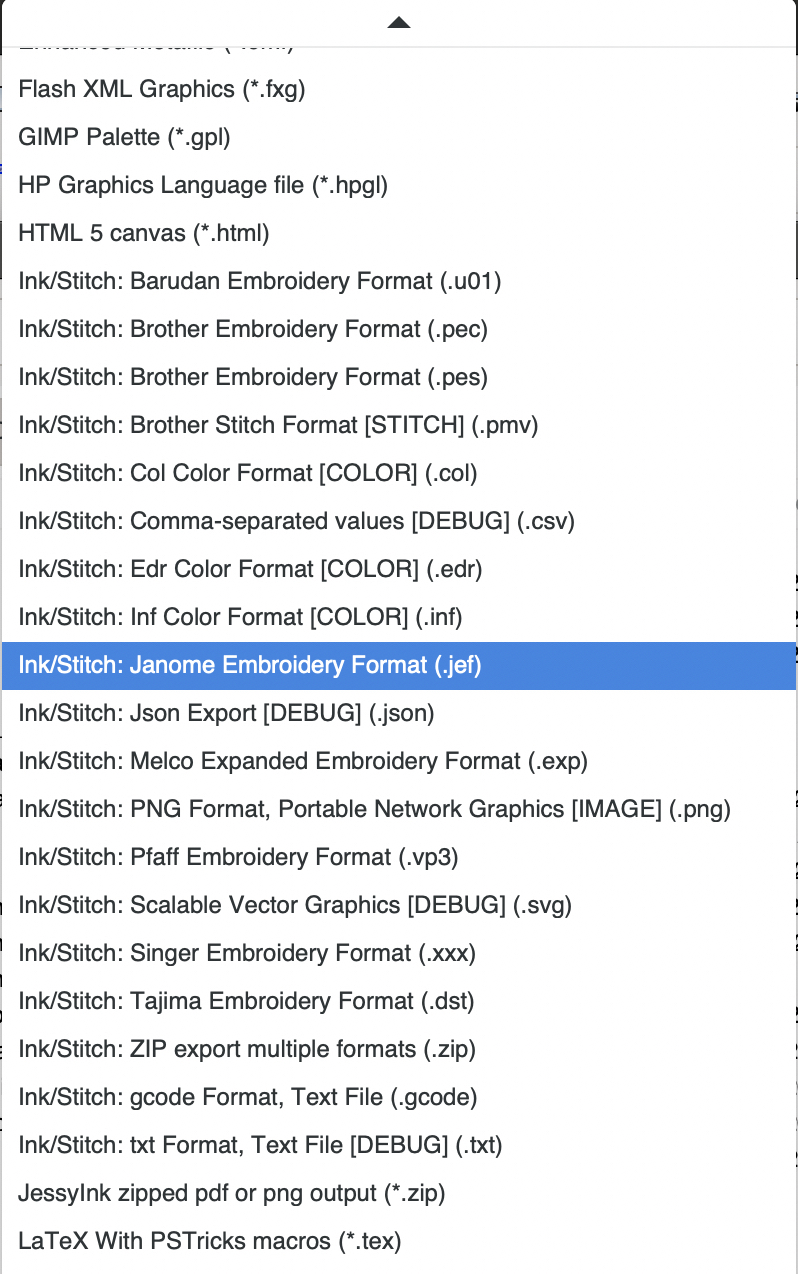 Flash XML Graphics (*.fxg)
GIMP Palette (*.gpl)
HP Graphics Language file (*.hpgl)
HTML 5 canvas (*.html)
Ink/Stitch: Barudan Embroidery Format (.u01)
Ink/Stitch: Brother Embroidery Format (.pec)
Ink/Stitch: Brother Embroidery Format (.pes)
Ink/Stitch: Brother Stitch Format [STITCH] (.pmv)
Ink/Stitch: Col Color Format [COLOR] (.col)
Ink/Stitch: Comma-separated values [DEBUG] (.csv)
Ink/Stitch: Edr Color Format [COLOR] (.edr)
Ink/Stitch: Inf Color Format [COLOR] (.inf)
Ink/Stitch: Janome Embroidery Format (.jef)
Ink/Stitch: Json Export [DEBUG] (.json)
Ink/Stitch: Melco Expanded Embroidery Format (.exp)
Ink/Stitch: PNG Format, Portable Network Graphics [IMAGE] (.png)
Ink/Stitch: Pfaff Embroidery Format (.vp3)
Ink/Stitch: Scalable Vector Graphics [DEBUG] (.svg)
Ink/Stitch: Singer Embroidery Format (.xxx)
Ink/Stitch: Tajima Embroidery Format (.dst)
Ink/Stitch: ZIP export multiple formats (.zip)
Ink/Stitch: gcode Format, Text File (.gcode)
Ink/Stitch: txt Format, Text File [DEBUG] (.txt)
JessyInk zipped pdf or png output (*.zip)
LaTeX With PSTricks macros (*.tex)